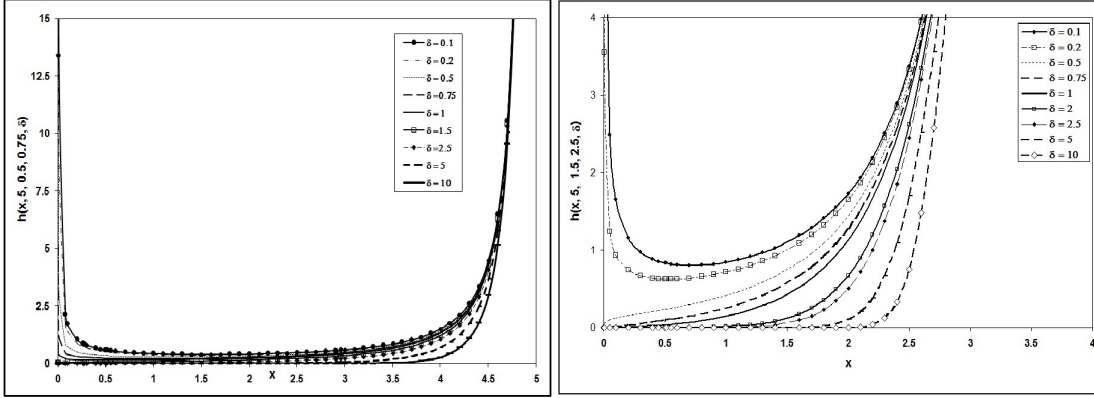 h(x, 5, 0.5, 0.75, δ)
15
12.5
10
7.5
5
2.5
0
0 0.5 1 1.5 2 2.5 3 3.5 4 4.5 5
X
δ=0.1
δ=0.2
δ=0.5
δ=0.75
δ=1
δ=1.5
δ=2.5
δ=5
δ=10
h(x, 5, 1.5, 2.5, δ)
4
3
2
1
0
0 0.5 1 1.5 2 2.5 3 3.5 4
X
δ = 0.1
δ = 0.2
δ = 0.5
δ = 0.75
δ = 1
δ = 2
δ = 2.5
δ = 5
δ = 10